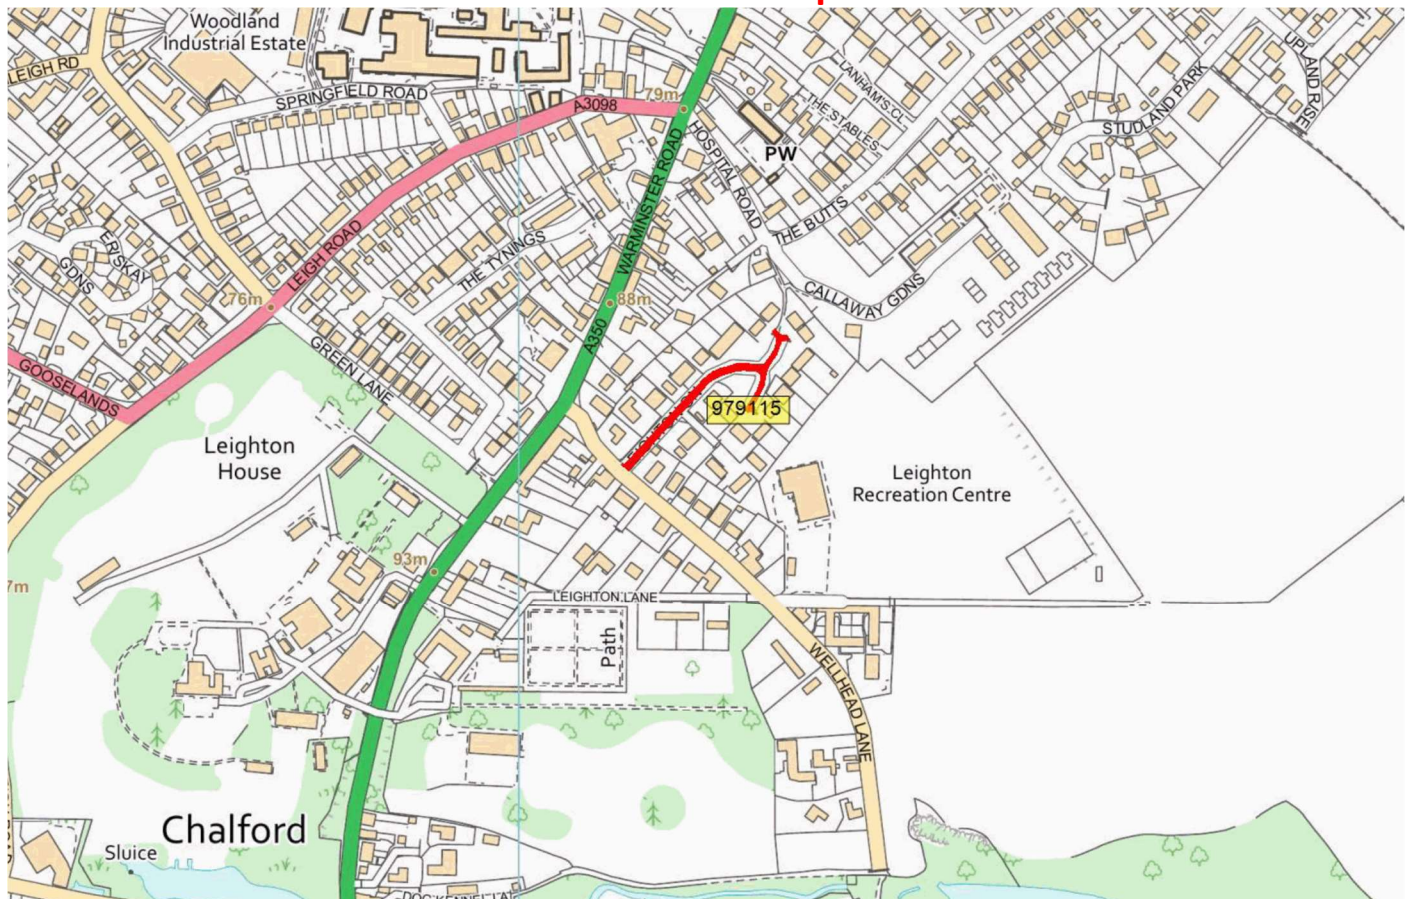 Woodland
Industrial Estate
LEIGH RD
SPRINGFIELD ROAD
A3098
79m
LANHAM'S CL
THE STABLES
UPLAND RISE
STUDLAND PARK
HOSPITAL ROAD
PW
WARMINSTER ROAD
THE BUTTS
ERISKAY
GDNS
LEIGH ROAD
THE TYNINGS
76m
88m
CALLAWAY GDNS
A350
GREEN LANE
GOOSELANDS
979115
Leighton
House
Leighton
Recreation Centre
93m
7m
LEIGHTON LANE
Path
WELLHEAD LANE
Chalford
Sluice